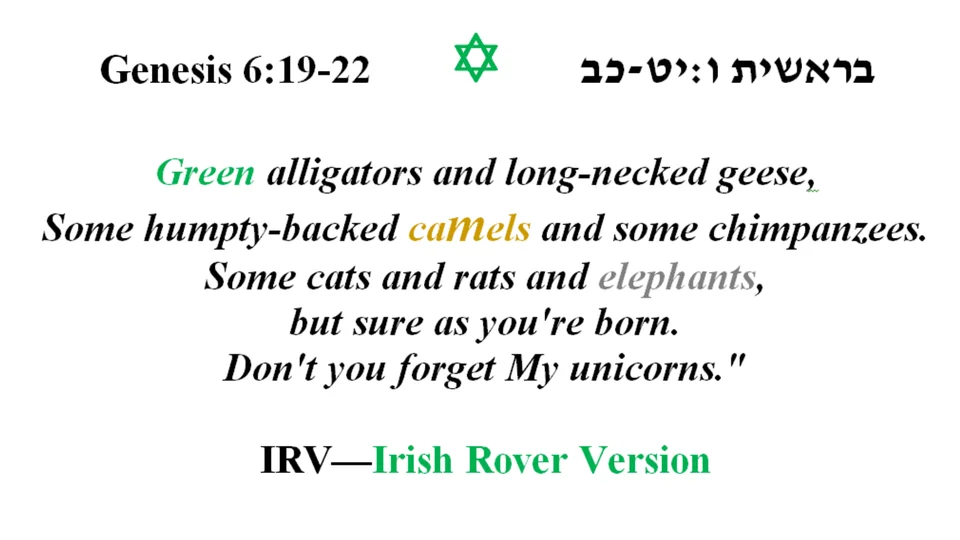 Genesis 6:19-22 בראשית ו:יט-כב
Green alligators and long-necked geese,
Some humpty-backed camels and some chimpanzees.
Some cats and rats and elephants,
but sure as you're born.
Don't you forget My unicorns."
IRV—Irish Rover Version